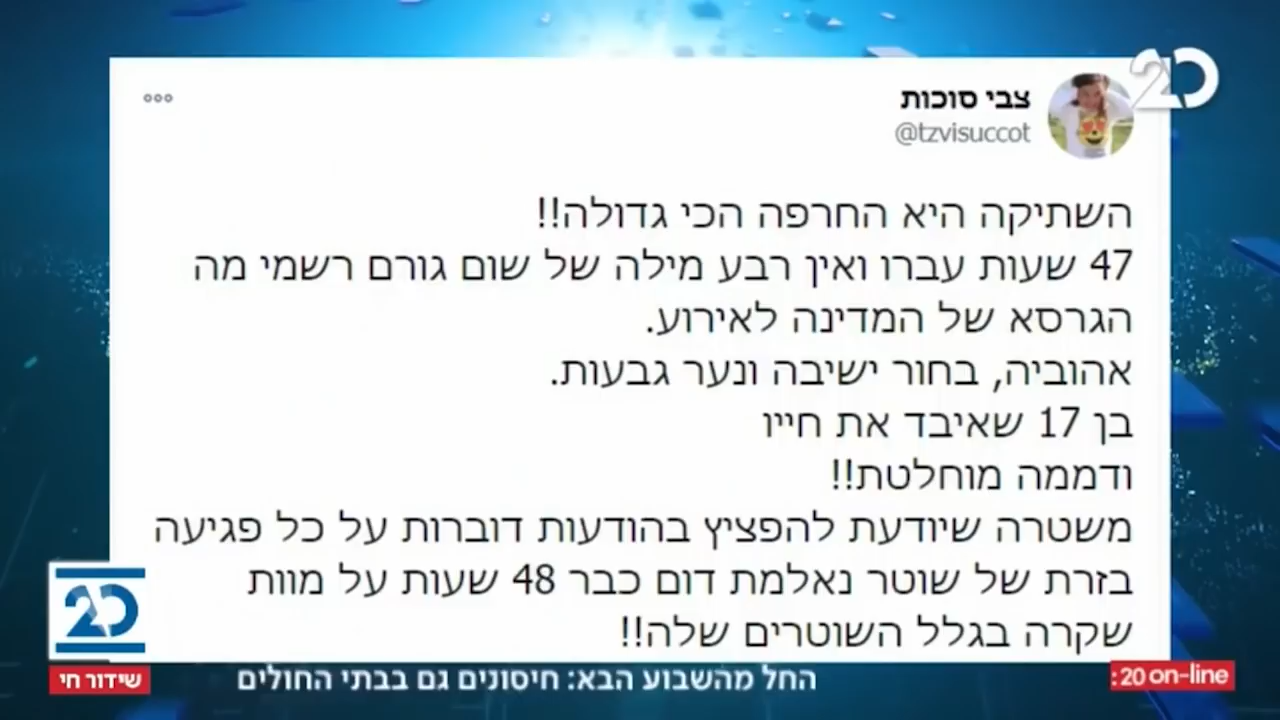 20
צבי סוכות
@tzvisuccot
השתיקה היא החרפה הכי גדולה!!
47 שעות עברו ואין רבע מילה של שום גורם רשמי מה
הגרסא של המדינה לאירוע.
אהוביה, בחור ישיבה ונער גבעות.
בן 17 שאיבד את חייו
ודממה מוחלטת!!
משטרה שיודעת להפציץ בהודעות דוברות על כל פגיעה
בזרת של שוטר נאלמת דום כבר 48 שעות על מוות
שקרה בגלל השוטרים שלה!!
20
שידור חי
החל מהשבוע הבא: חיסונים גם בבתי החולים
:20 on-line